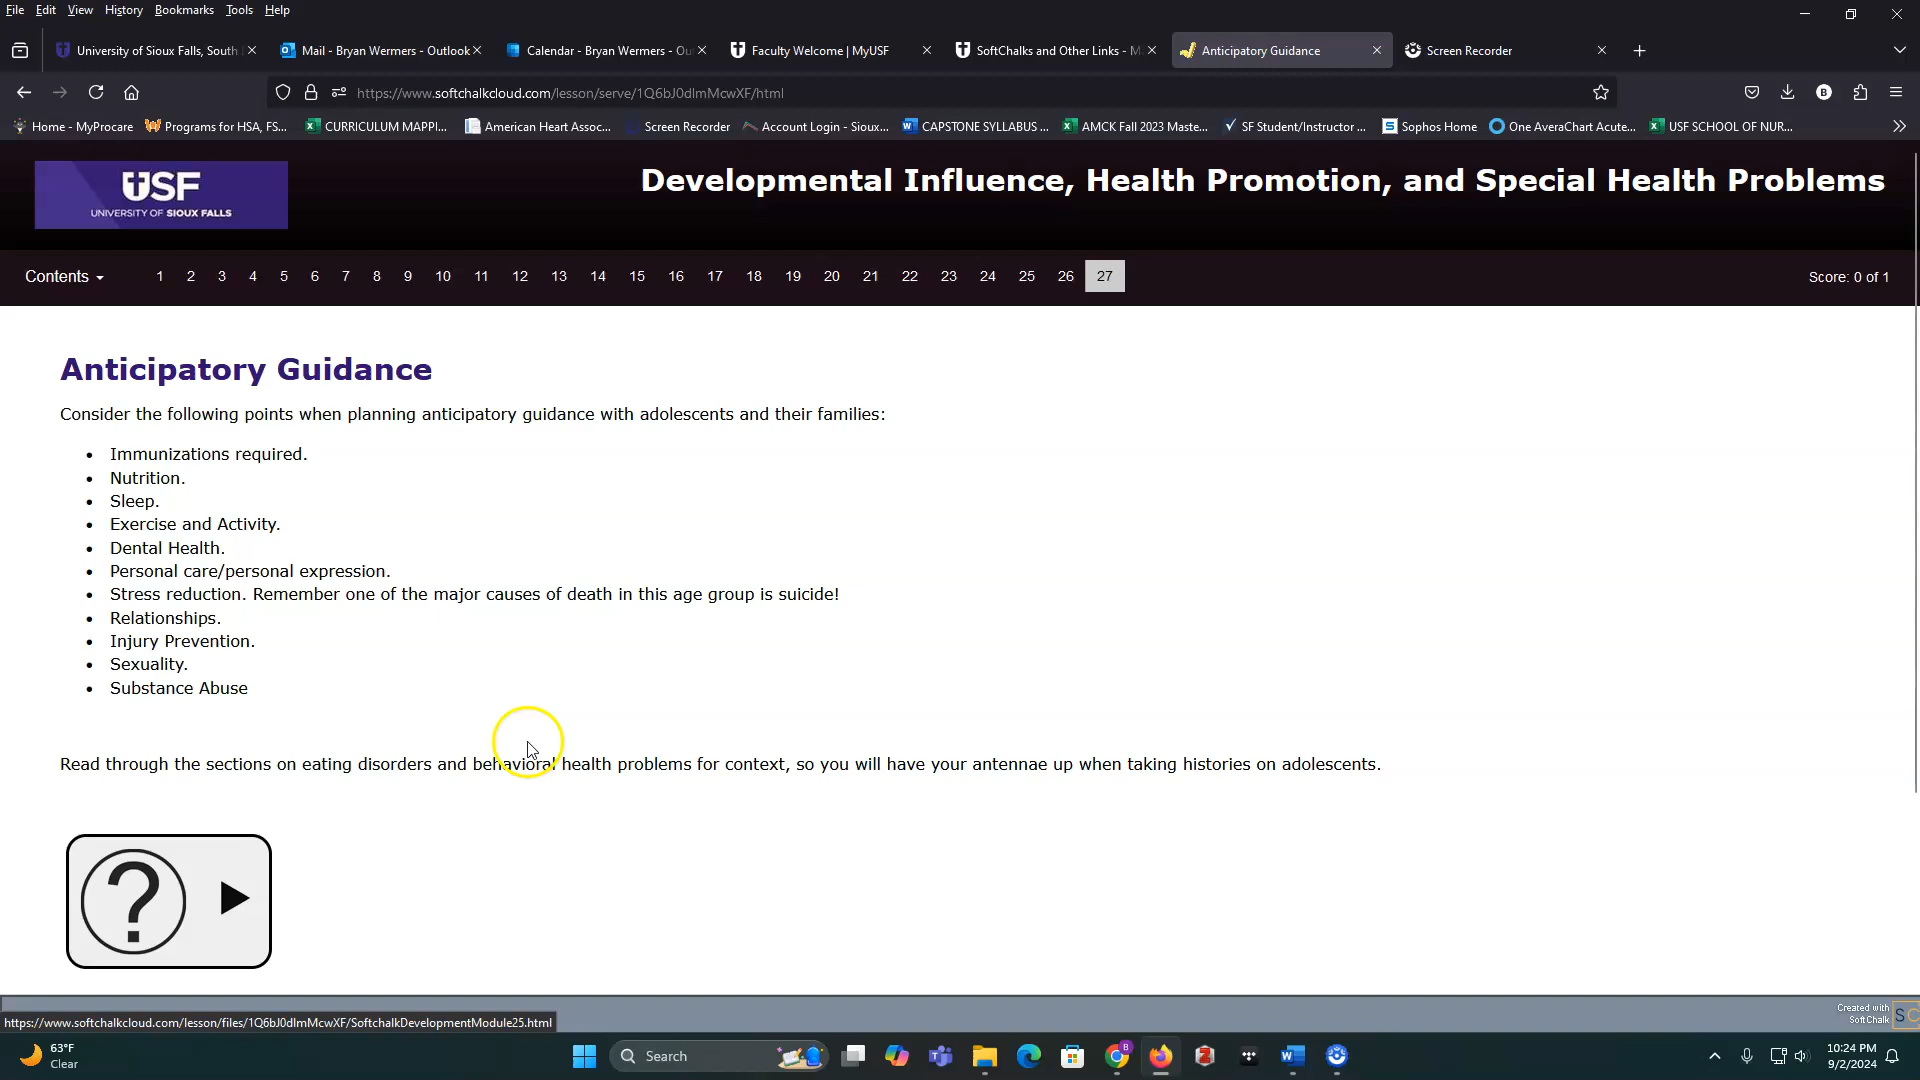 File Edit View History Bookmarks Tools Help
University of Sioux Falls, South
Mail - Bryan Wermers - Outlook
Calendar - Bryan Wermers - Ou
Faculty Welcome | MyUSF
SoftChalks and Other Links - M
Anticipatory Guidance
Screen Recorder
https://www.softchalkcloud.com/lesson/serve/1Q6bJ0dlmMcwXF/html
B
Home - MyProcare
Programs for HSA, FS...
CURRICULUM MAPPI...
American Heart Assoc...
Screen Recorder
Account Login - Sioux...
CAPSTONE SYLLABUS ...
AMCK Fall 2023 Maste...
SF Student/Instructor ...
Sophos Home
One AveraChart Acute...
USF SCHOOL OF NUR...
USF
UNIVERSITY OF SIOUX FALLS
Developmental Influence, Health Promotion, and Special Health Problems
Contents 1 2 3 4 5 6 7 8 9 10 11 12 13 14 15 16 17 18 19 20 21 22 23 24 25 26 27 Score: 0 of 1
Anticipatory Guidance
Consider the following points when planning anticipatory guidance with adolescents and their families:
• Immunizations required.
• Nutrition.
• Sleep.
• Exercise and Activity.
• Dental Health.
• Personal care/personal expression.
• Stress reduction. Remember one of the major causes of death in this age group is suicide!
• Relationships.
• Injury Prevention.
• Sexuality.
• Substance Abuse
Read through the sections on eating disorders and behavioral health problems for context, so you will have your antennae up when taking histories on adolescents.
?
Created with
SoftChalk
SC
https://www.softchalkcloud.com/lesson/files/1Q6bJ0dlmMcwXF/SoftchalkDevelopmentModule25.html
63°F
Clear
Search
B
10:24 PM
9/2/2024